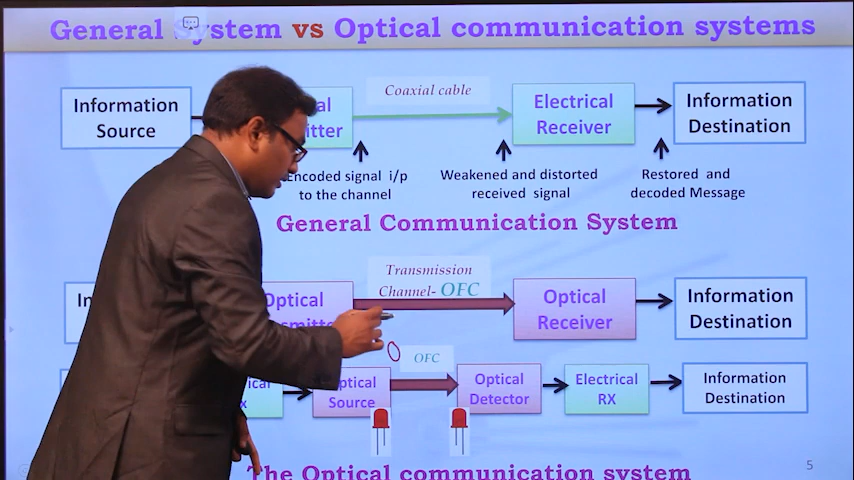 General System vs Optical communication systems
Information
Source
Coaxial cable
Electrical
Receiver
Information
Destination
Encoded signal i/p
to the channel
Weakened and distorted
received signal
Restored and
decoded Message
General Communication System
Optical
Transmission
Channel- OFC
Optical
Receiver
Information
Destination
OFC
Optical
Source
Optical
Detector
Electrical
RX
Information
Destination
The Optical communication system
5